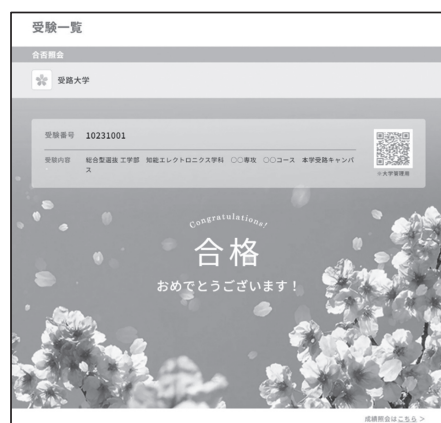 受験一覧
合否照会
受路大学
受験番号 10231001
受験内容 総合型選抜 工学部 知能エレクトロニクス学科 ○○専攻 ○○コース 本学受路キャンパ
ス
※大学管理用
Congratulations!
合格
おめでとうございます！
成績照会はこちら >